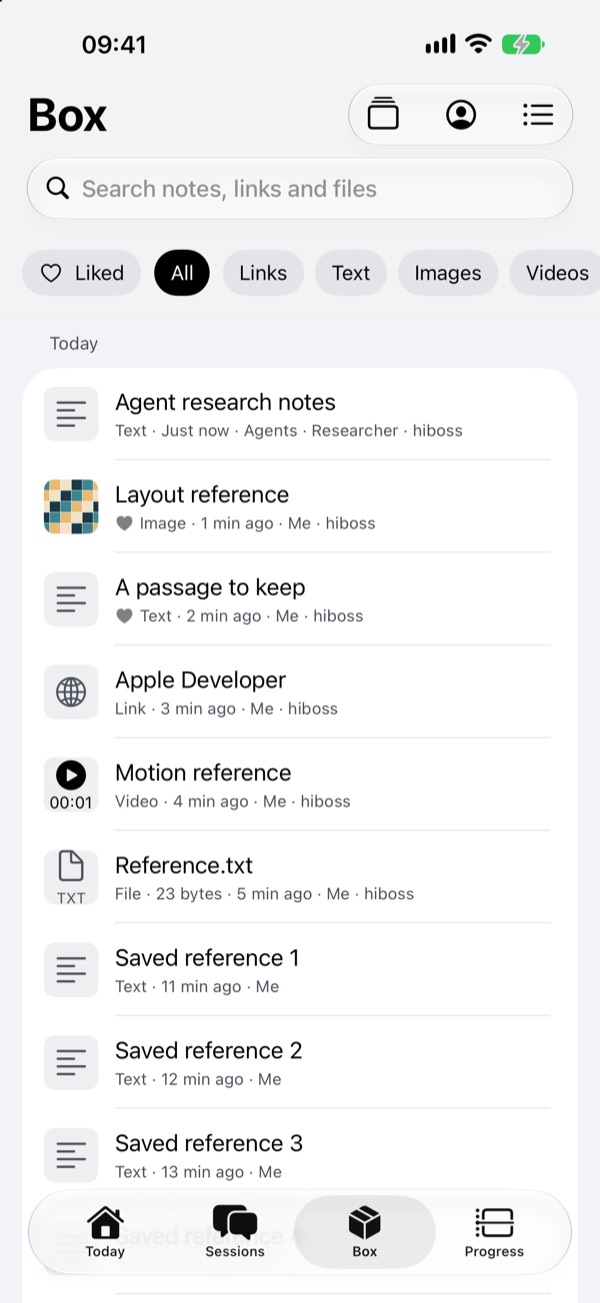 09:41
Box
Search notes, links and files
Liked
All
Links
Text
Images
Videos
Today
Agent research notes
Text · Just now · Agents · Researcher · hiboss
Layout reference
Image · 1 min ago · Me · hiboss
A passage to keep
Text · 2 min ago · Me · hiboss
Apple Developer
Link · 3 min ago · Me · hiboss
00:01
Motion reference
Video · 4 min ago · Me · hiboss
TXT
Reference.txt
File · 23 bytes · 5 min ago · Me · hiboss
Saved reference 1
Text · 11 min ago · Me
Saved reference 2
Text · 12 min ago · Me
Saved reference 3
Text · 13 min ago · Me
Saved reference
Today
Sessions
Box
Progress